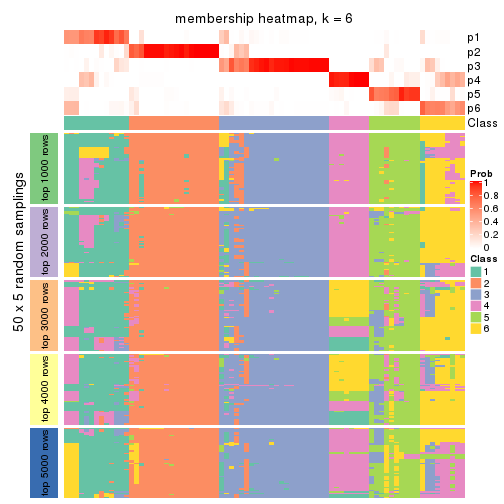 membership heatmap, k = 6
p1
p2
p3
p4
p5
p6
Class
50 x 5 random samplings
top 1000 rows
top 2000 rows
top 3000 rows
top 4000 rows
top 5000 rows
Prob
1
0.8
0.6
0.4
0.2
0
Class
1
2
3
4
5
6